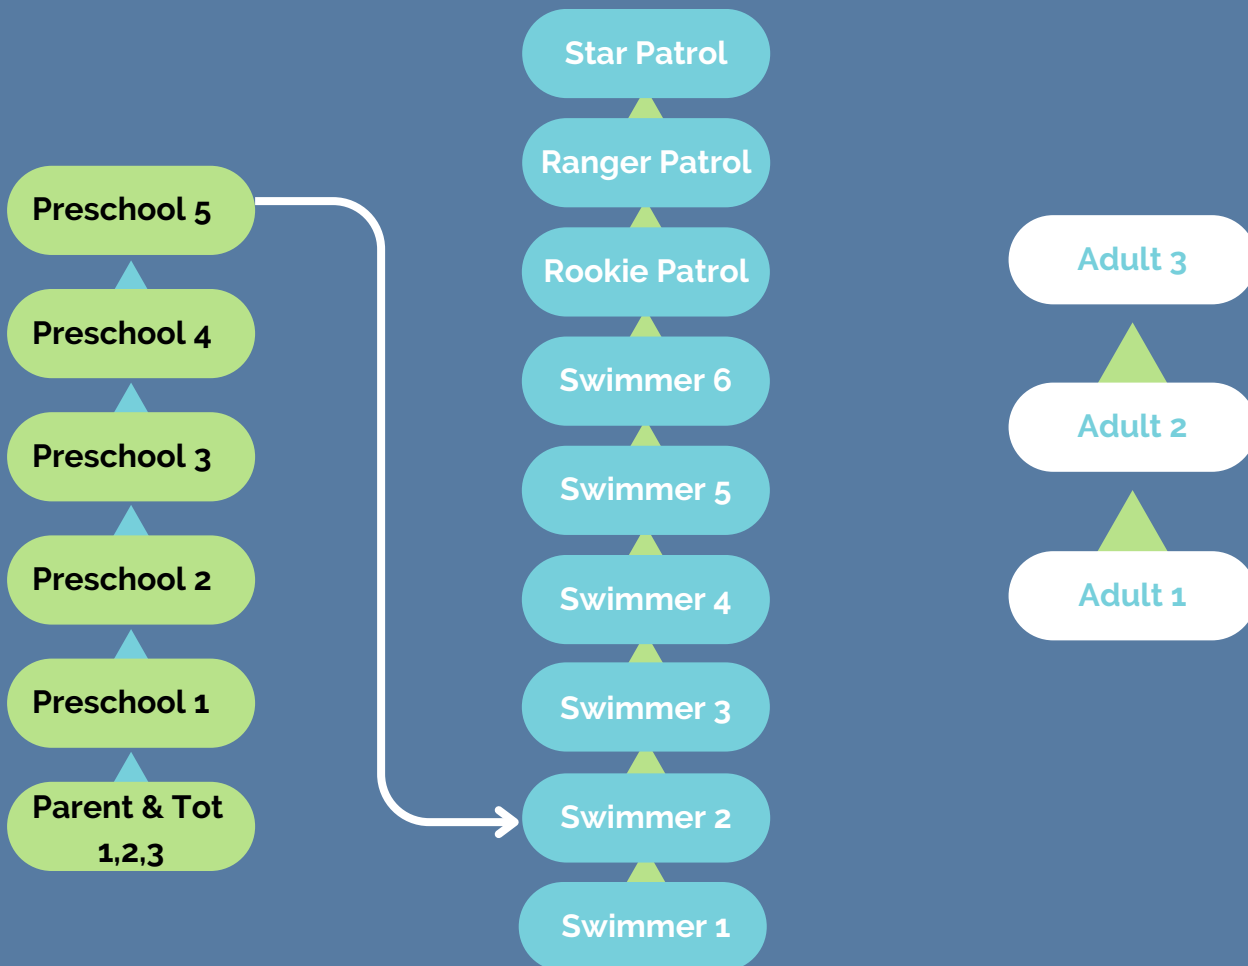 Preschool 5
Preschool 4
Preschool 3
Preschool 2
Preschool 1
Parent & Tot
1,2,3
Star Patrol
Ranger Patrol
Rookie Patrol
Swimmer 6
Swimmer 5
Swimmer 4
Swimmer 3
Swimmer 2
Swimmer 1
Adult 3
Adult 2
Adult 1